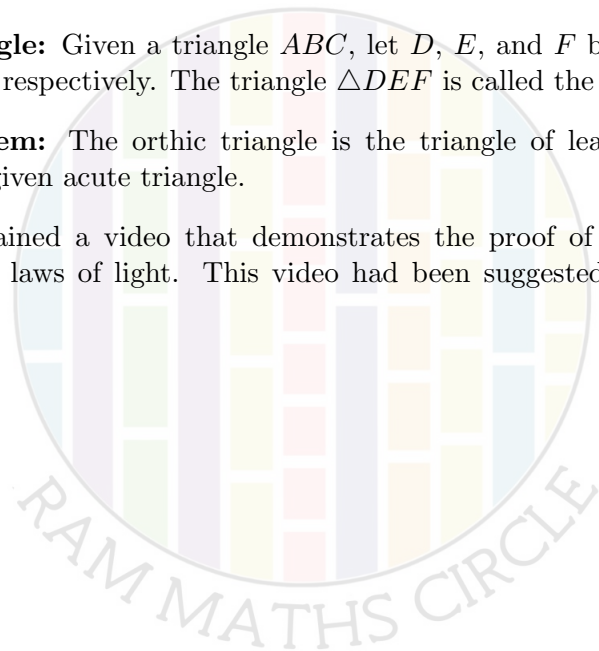 gle: Given a triangle ABC, let D, E, and F b
respectively. The triangle △DEF is called the
em: The orthic triangle is the triangle of lea
given acute triangle.
ained a video that demonstrates the proof of
laws of light. This video had been suggested
RAM MATHS CIRCLE